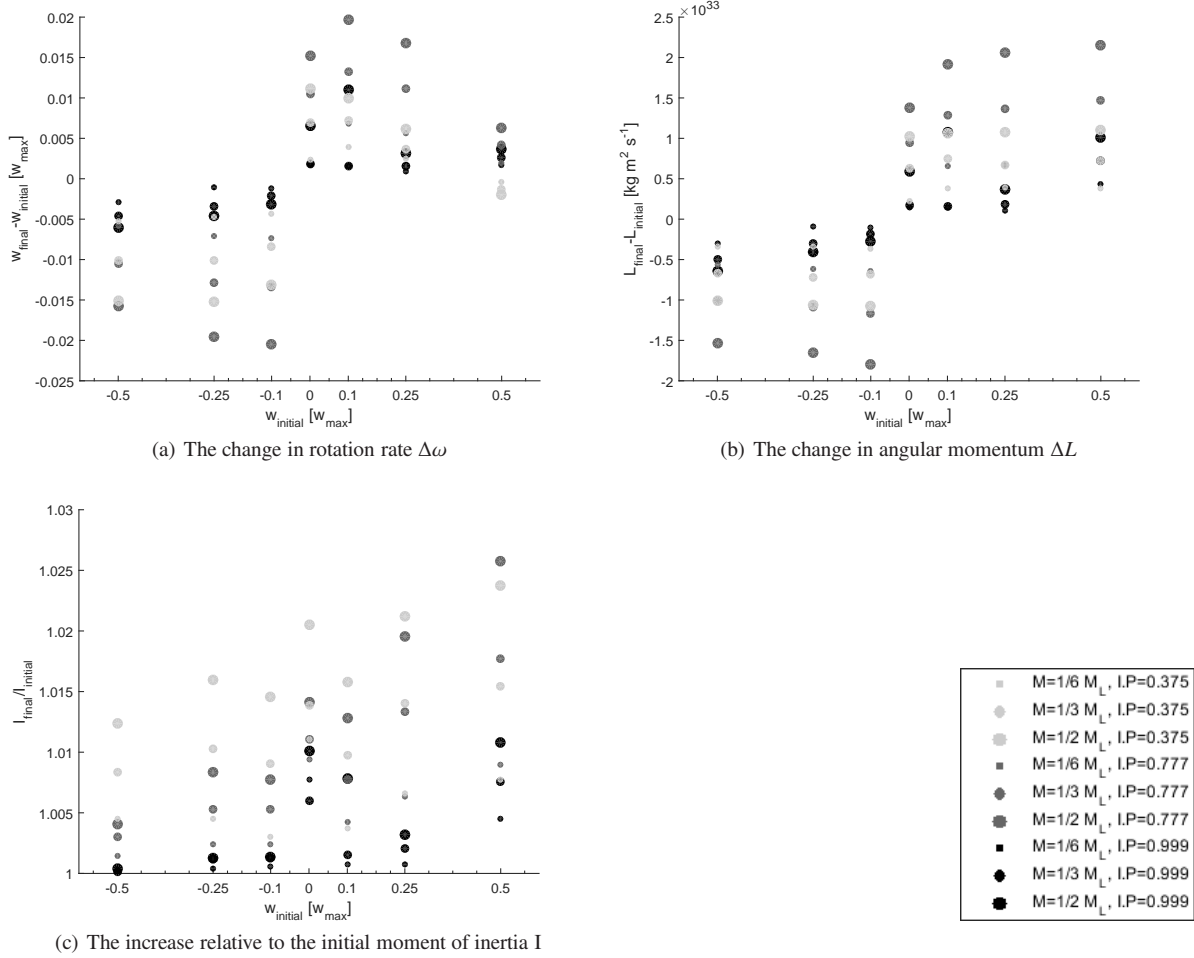 0.02
0.015
0.01
0.005
0
-0.005
-0.01
-0.015
-0.02
-0.025
w_final-w_initial [w_max]
-0.5 -0.25 -0.1 0 0.1 0.25 0.5
w_initial [w_max]
(a) The change in rotation rate Δω
×10^33
2.5
2
1.5
1
0.5
0
-0.5
-1
-1.5
-2
L_final-L_initial [kg m² s⁻¹]
-0.5 -0.25 -0.1 0 0.1 0.25 0.5
w_initial [w_max]
(b) The change in angular momentum ΔL
1.03
1.025
1.02
1.015
1.01
1.005
1
I_final/I_initial
-0.5 -0.25 -0.1 0 0.1 0.25 0.5
w_initial [w_max]
(c) The increase relative to the initial moment of inertia I
M=1/6 M_L, I.P=0.375
M=1/3 M_L, I.P=0.375
M=1/2 M_L, I.P=0.375
M=1/6 M_L, I.P=0.777
M=1/3 M_L, I.P=0.777
M=1/2 M_L, I.P=0.777
M=1/6 M_L, I.P=0.999
M=1/3 M_L, I.P=0.999
M=1/2 M_L, I.P=0.999